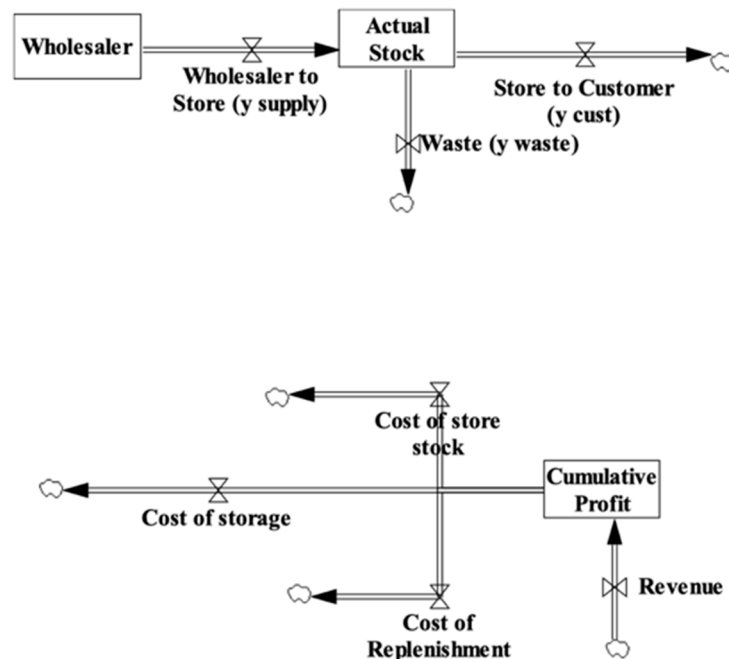 Wholesaler
Actual
Stock
Wholesaler to
Store (y supply)
Store to Customer
(y cust)
Waste (y waste)
Cost of store
stock
Cumulative
Profit
Cost of storage
Revenue
Cost of
Replenishment